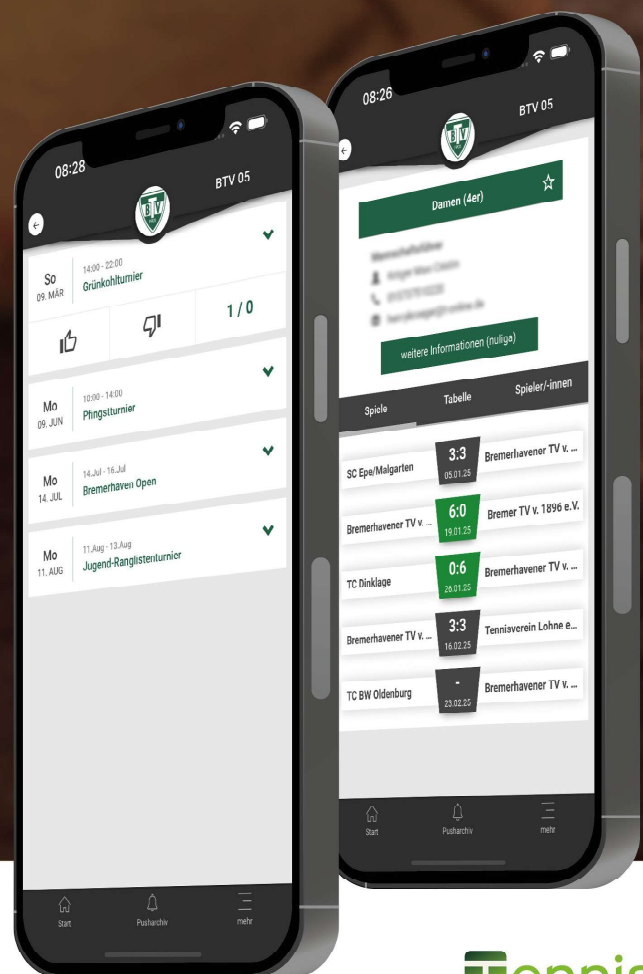 08:28
BTV 05
BTV
So
09. MÄR
14:00 - 22:00
Grünkohlturnier
1 / 0
Mo
09. JUN
10:00 - 14:00
Pfingstturnier
Mo
14. JUL
14.Jul - 16.Jul
Bremerhaven Open
Mo
11. AUG
11.Aug - 13.Aug
Jugend-Ranglistenturnier
Start
Pusharchiv
mehr
08:26
BTV 05
BTV
Damen (4er)
Mannschaftsführer
weitere Informationen (nuliga)
Spiele
Tabelle
Spieler/-innen
SC Epe/Malgarten
3:3
05.01.25
Bremerhavener TV v. ...
Bremerhavener TV v. ...
6:0
19.01.25
Bremer TV v. 1896 e.V.
TC Dinklage
0:6
26.01.25
Bremerhavener TV v. ...
Bremerhavener TV v. ...
3:3
16.02.25
Tennisverein Lohne e...
TC BW Oldenburg
-
23.02.25
Bremerhavener TV v. ...
Start
Pusharchiv
mehr